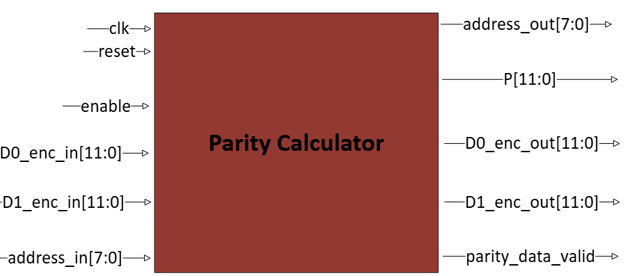 clk
reset
enable
D0_enc_in[11:0]
D1_enc_in[11:0]
address_in[7:0]
Parity Calculator
address_out[7:0]
P[11:0]
D0_enc_out[11:0]
D1_enc_out[11:0]
parity_data_valid